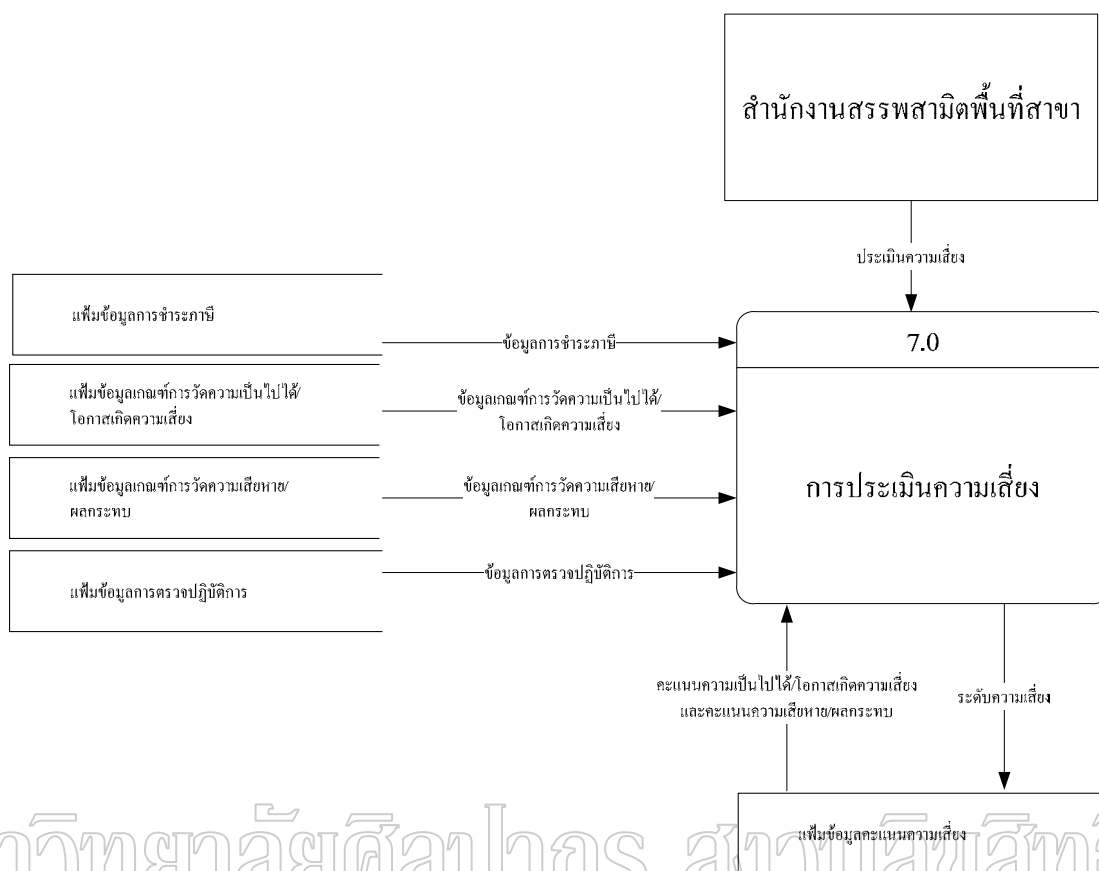 สำนักงานสรรพสามิตพื้นที่สาขา
ประเมินความเสี่ยง
แฟ้มข้อมูลการชำระภาษี
ข้อมูลการชำระภาษี
7.0
แฟ้มข้อมูลเกณฑ์การวัดความเป็นไปได้/
โอกาสเกิดความเสี่ยง
ข้อมูลเกณฑ์การวัดความเป็นไปได้/
โอกาสเกิดความเสี่ยง
แฟ้มข้อมูลเกณฑ์การวัดความเสียหาย/
ผลกระทบ
ข้อมูลเกณฑ์การวัดความเสียหาย/
ผลกระทบ
การประเมินความเสี่ยง
แฟ้มข้อมูลการตรวจปฏิบัติการ
ข้อมูลการตรวจปฏิบัติการ
คะแนนความเป็นไปได้/โอกาสเกิดความเสี่ยง
และคะแนนความเสียหาย/ผลกระทบ
ระดับความเสี่ยง
แฟ้มข้อมูลคะแนนความเสี่ยง